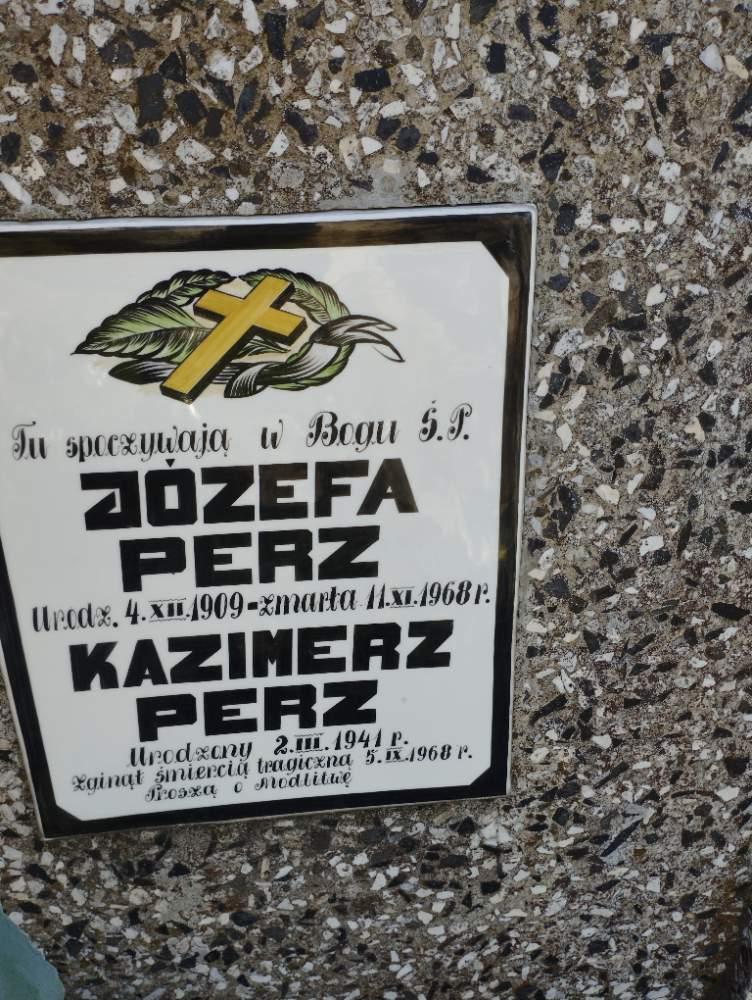 Tu spoczywają w Bogu Ś.P.
JÓZEFA
PERZ
Urodz. 4.XII.1909-zmarła 11.XI.1968 r.
KAZIMERZ
PERZ
Urodzony 2.III.1941 r.
zginął śmiercią tragiczną 5.IX.1968 r.
Proszą o Modlitwę